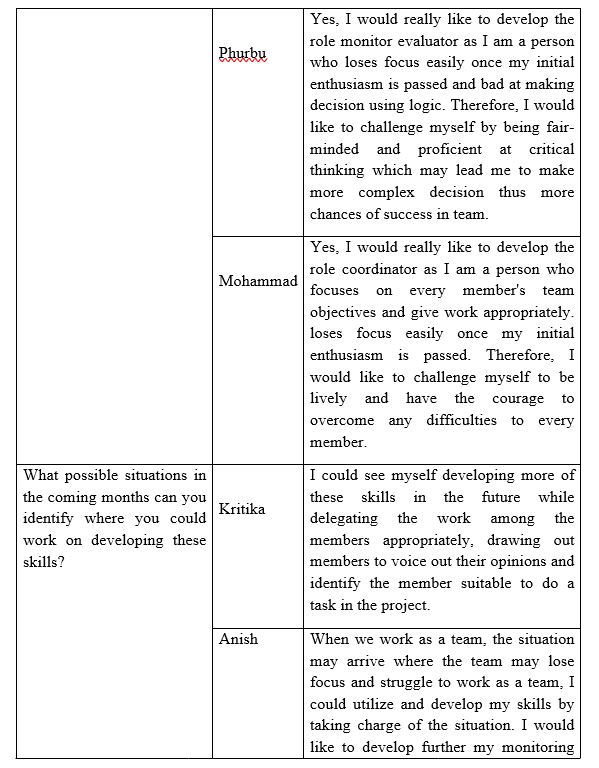 Phurbu
Yes, I would really like to develop the
role monitor evaluator as I am a person
who loses focus easily once my initial
enthusiasm is passed and bad at making
decision using logic. Therefore, I would
like to challenge myself by being fair-
minded and proficient at critical
thinking which may lead me to make
more complex decision thus more
chances of success in team.
Mohammad
Yes, I would really like to develop the
role coordinator as I am a person who
focuses on every member's team
objectives and give work appropriately.
loses focus easily once my initial
enthusiasm is passed. Therefore, I
would like to challenge myself to be
lively and have the courage to
overcome any difficulties to every
member.
What possible situations in
the coming months can you
identify where you could
work on developing these
skills?
Kritika
I could see myself developing more of
these skills in the future while
delegating the work among the
members appropriately, drawing out
members to voice out their opinions and
identify the member suitable to do a
task in the project.
Anish
When we work as a team, the situation
may arrive where the team may lose
focus and struggle to work as a team, I
could utilize and develop my skills by
taking charge of the situation. I would
like to develop further my monitoring